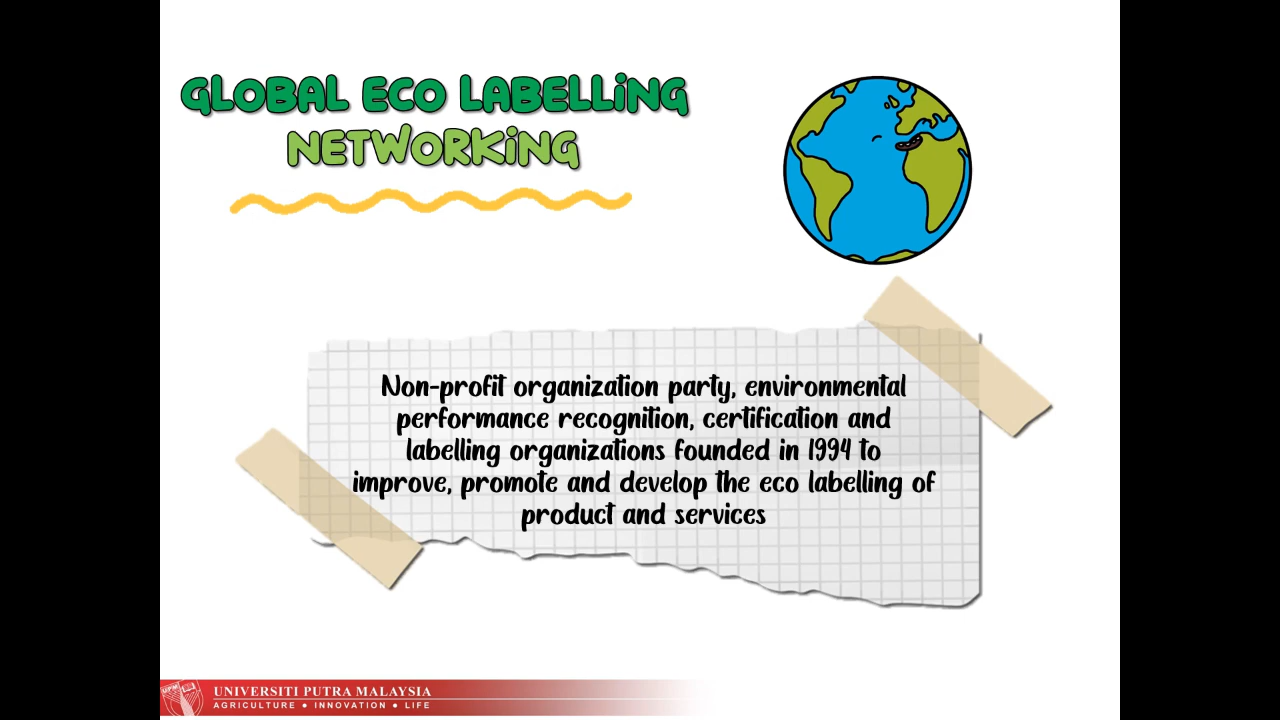 GLOBAL ECO LABELLiNG
NETWORKiNG
Non-profit organization party, environmental
performance recognition, certification and
labelling organizations founded in 1994 to
improve, promote and develop the eco labelling of
product and services
UPM
UNIVERSITI PUTRA MALAYSIA
AGRICULTURE • INNOVATION • LIFE